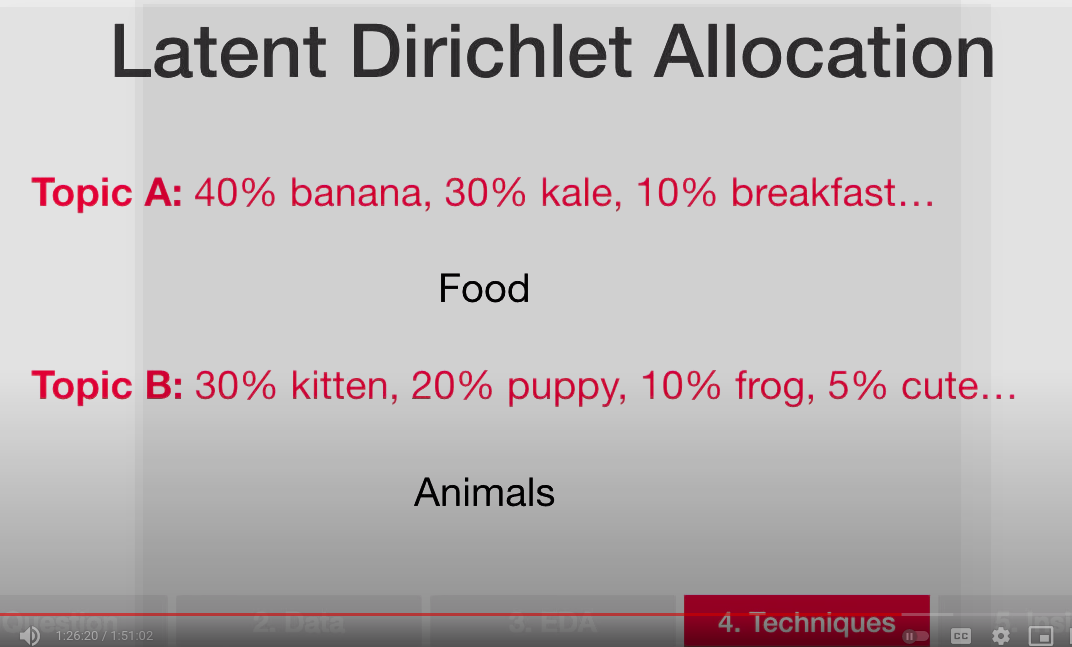 Latent Dirichlet Allocation
Topic A: 40% banana, 30% kale, 10% breakfast...
Food
Topic B: 30% kitten, 20% puppy, 10% frog, 5% cute...
Animals
Question 2. Data 3. EDA 4. Techniques 5.
1:26:20 / 1:51:02 CC